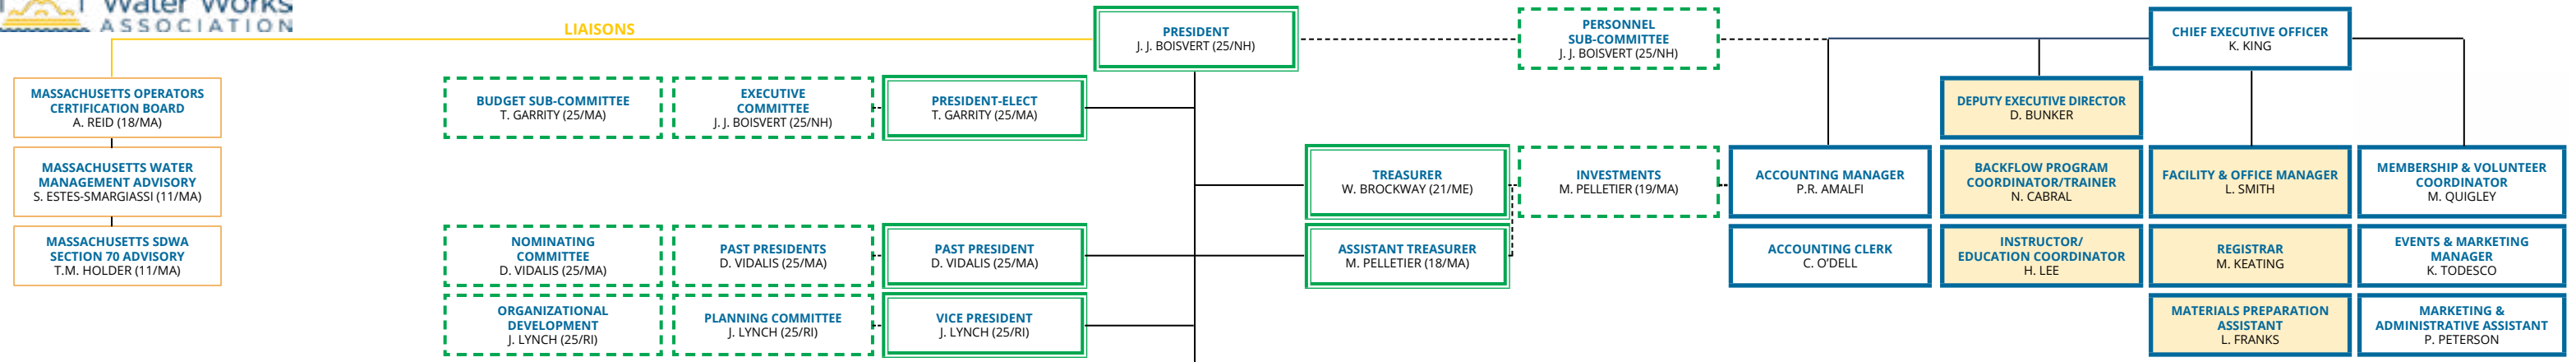 Water Works
ASSOCIATION
LIAISONS
PRESIDENT
J. J. BOISVERT (25/NH)
PERSONNEL
SUB-COMMITTEE
J. J. BOISVERT (25/NH)
CHIEF EXECUTIVE OFFICER
K. KING
MASSACHUSETTS OPERATORS
CERTIFICATION BOARD
A. REID (18/MA)
BUDGET SUB-COMMITTEE
T. GARRITY (25/MA)
EXECUTIVE
COMMITTEE
J. J. BOISVERT (25/NH)
PRESIDENT-ELECT
T. GARRITY (25/MA)
DEPUTY EXECUTIVE DIRECTOR
D. BUNKER
MASSACHUSETTS WATER
MANAGEMENT ADVISORY
S. ESTES-SMARGIASSI (11/MA)
TREASURER
W. BROCKWAY (21/ME)
INVESTMENTS
M. PELLETIER (19/MA)
ACCOUNTING MANAGER
P.R. AMALFI
BACKFLOW PROGRAM
COORDINATOR/TRAINER
N. CABRAL
FACILITY & OFFICE MANAGER
L. SMITH
MEMBERSHIP & VOLUNTEER
COORDINATOR
M. QUIGLEY
MASSACHUSETTS SDWA
SECTION 70 ADVISORY
T.M. HOLDER (11/MA)
NOMINATING
COMMITTEE
D. VIDALIS (25/MA)
PAST PRESIDENTS
D. VIDALIS (25/MA)
PAST PRESIDENT
D. VIDALIS (25/MA)
ASSISTANT TREASURER
M. PELLETIER (18/MA)
ACCOUNTING CLERK
C. O’DELL
INSTRUCTOR/
EDUCATION COORDINATOR
H. LEE
REGISTRAR
M. KEATING
EVENTS & MARKETING
MANAGER
K. TODESCO
ORGANIZATIONAL
DEVELOPMENT
J. LYNCH (25/RI)
PLANNING COMMITTEE
J. LYNCH (25/RI)
VICE PRESIDENT
J. LYNCH (25/RI)
MATERIALS PREPARATION
ASSISTANT
L. FRANKS
MARKETING &
ADMINISTRATIVE ASSISTANT
P. PETERSON